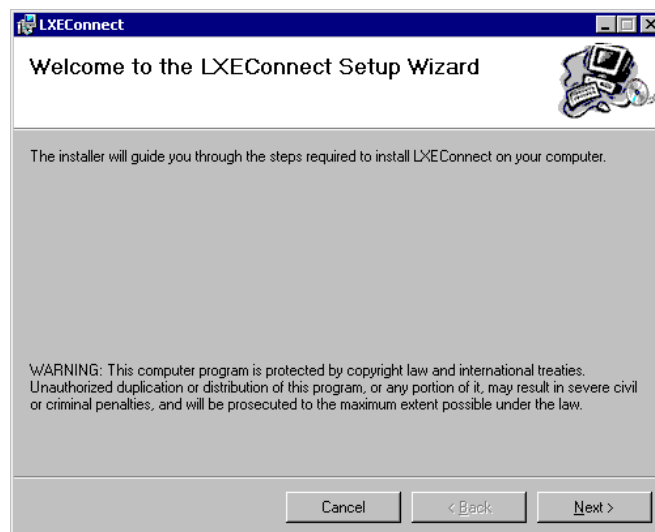 LXEConnect
Welcome to the LXEConnect Setup Wizard
The installer will guide you through the steps required to install LXEConnect on your computer.
WARNING: This computer program is protected by copyright law and international treaties.
Unauthorized duplication or distribution of this program, or any portion of it, may result in severe civil
or criminal penalties, and will be prosecuted to the maximum extent possible under the law.
Cancel < Back Next >